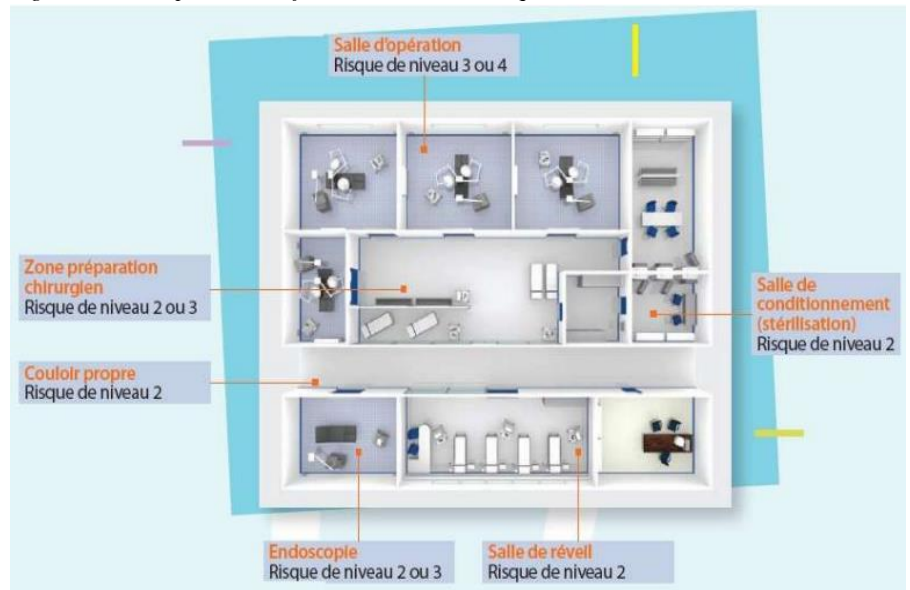 Salle d'opération
Risque de niveau 3 ou 4
Zone préparation
chirurgien
Risque de niveau 2 ou 3
Salle de
conditionnement
(stérilisation)
Risque de niveau 2
Couloir propre
Risque de niveau 2
Endoscopie
Risque de niveau 2 ou 3
Salle de réveil
Risque de niveau 2